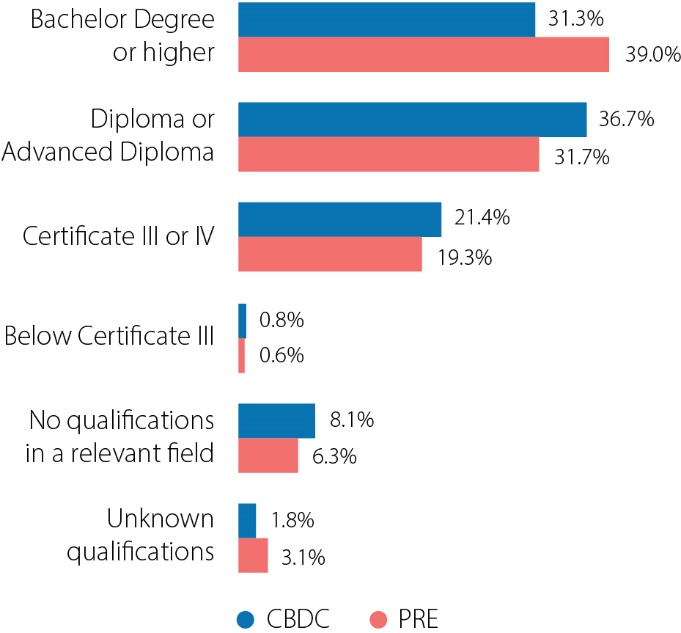 Bachelor Degree
or higher
31.3%
39.0%
Diploma or
Advanced Diploma
36.7%
31.7%
Certificate III or IV
21.4%
19.3%
Below Certificate III
0.8%
0.6%
No qualifications
in a relevant field
8.1%
6.3%
Unknown
qualifications
1.8%
3.1%
CBDC PRE